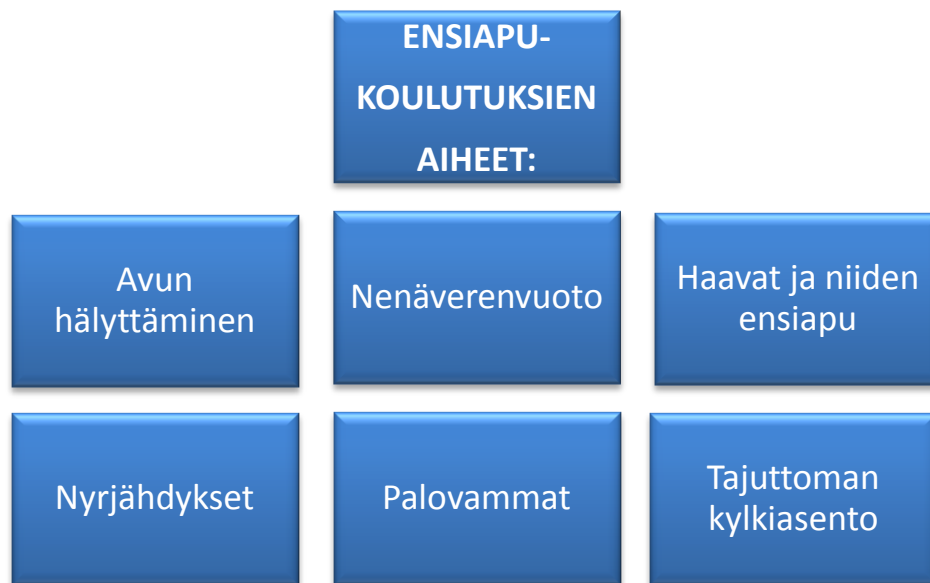 ENSIAPU-
KOULUTUKSIEN
AIHEET:
Avun
hälyttäminen
Nenäverenvuoto
Haavat ja niiden
ensiapu
Nyrjähdykset
Palovammat
Tajuttoman
kylkiasento